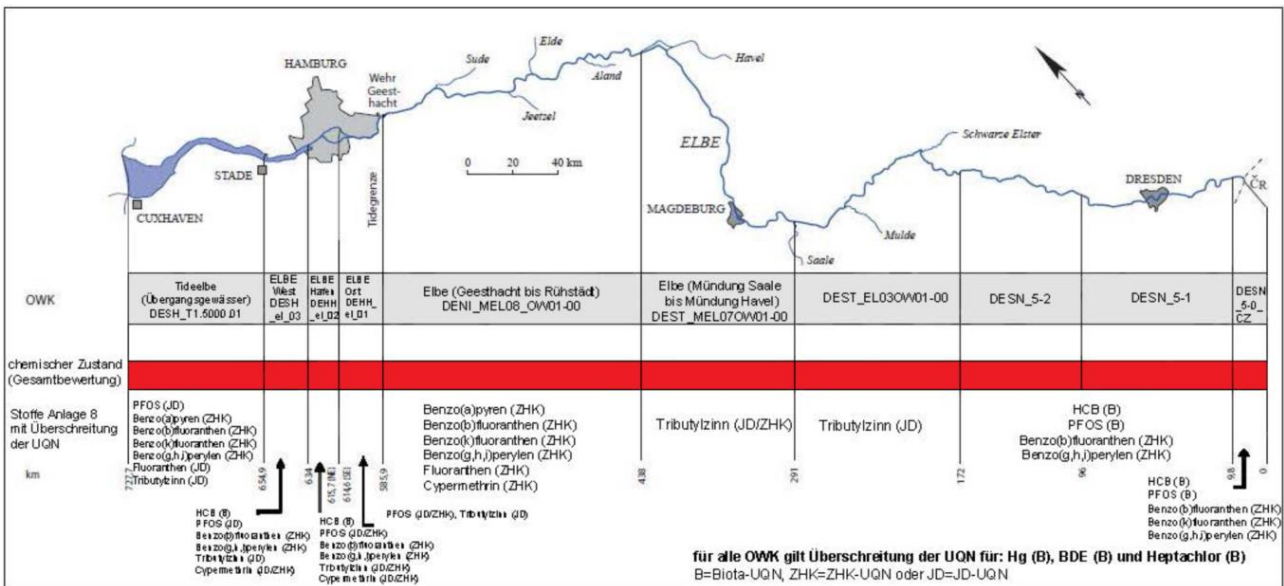 Elde
Sude
HAMBURG
Wehr
Geest-
hacht
Aland
Havel
Jeetzel
ELBE
Schwarze Elster
0 20 40 km
STADE
DRESDEN
ČR
CUXHAVEN
Tidegrenze
MAGDEBURG
Mulde
Saale
OWK
Tideelbe
(Übergangsgewässer)
DESH_T1.5000.01
ELBE
West
DESH
_el_03
ELBE
Hafen
DEHH
_el_02
ELBE
Ort
DEHH_
el_01
Elbe (Geesthacht bis Rühstädt)
DENI_MEL08_OW01-00
Elbe (Mündung Saale
bis Mündung Havel)
DEST_MEL07OW01-00
DEST_EL03OW01-00
DESN_5-2
DESN_5-1
DESN
_5-0_
CZ
chemischer Zustand
(Gesamtbewertung)
Stoffe Anlage 8
mit Überschreitung
der UQN
PFOS (JD)
Benzo(a)pyren (ZHK)
Benzo(b)fluoranthen (ZHK)
Benzo(k)fluoranthen (ZHK)
Benzo(g,h,i)perylen (ZHK)
Fluoranthen (JD)
Tributylzinn (JD)
Benzo(a)pyren (ZHK)
Benzo(b)fluoranthen (ZHK)
Benzo(k)fluoranthen (ZHK)
Benzo(g,h,i)perylen (ZHK)
Fluoranthen (ZHK)
Cypermethrin (ZHK)
Tributylzinn (JD/ZHK)
Tributylzinn (JD)
HCB (B)
PFOS (B)
Benzo(b)fluoranthen (ZHK)
Benzo(g,h,i)perylen (ZHK)
km
727,7
654,9
634
615,7 (NE)
614,6 (SE)
585,9
438
291
172
96
9,8
0
HCB (B)
PFOS (JD)
Benzo(b)fluoranthen (ZHK)
Benzo(g,h,i)perylen (ZHK)
Tributylzinn (JD)
Cypermethrin (JD/ZHK)
HCB (B)
PFOS (JD/ZHK)
Benzo(b)fluoranthen (ZHK)
Benzo(g,h,i)perylen (ZHK)
Tributylzinn (JD/ZHK)
Cypermethrin (JD/ZHK)
PFOS (JD/ZHK), Tributylzinn (JD)
HCB (B)
PFOS (B)
Benzo(b)fluoranthen (ZHK)
Benzo(k)fluoranthen (ZHK)
Benzo(g,h,i)perylen (ZHK)
für alle OWK gilt Überschreitung der UQN für: Hg (B), BDE (B) und Heptachlor (B)
B=Biota-UQN, ZHK=ZHK-UQN oder JD=JD-UQN